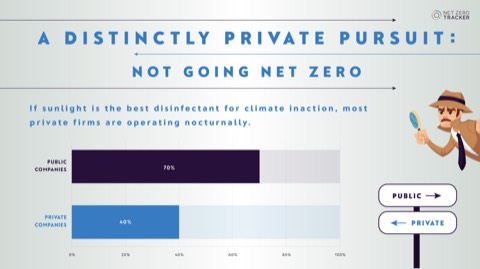 NET ZERO
TRACKER
A DISTINCTLY PRIVATE PURSUIT:
NOT GOING NET ZERO
If sunlight is the best disinfectant for climate inaction, most
private firms are operating nocturnally.
PUBLIC
COMPANIES
70%
PRIVATE
COMPANIES
40%
0% 20% 40% 60% 80% 100%
PUBLIC
PRIVATE